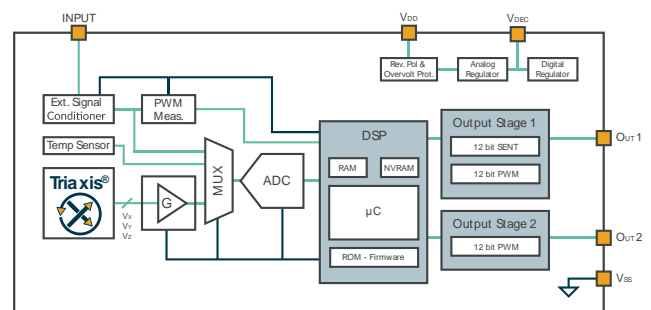 INPUT
VDD
VDEC
Rev. Pol &
Overvolt Prot.
Analog
Regulator
Digital
Regulator
Ext. Signal
Conditioner
PWM
Meas.
Temp Sensor
Triaxis®
VX
VY
VZ
G
MUX
ADC
DSP
RAM
NVRAM
µC
ROM - Firmware
Output Stage 1
12 bit SENT
12 bit PWM
Output Stage 2
12 bit PWM
OUT1
OUT2
VSS